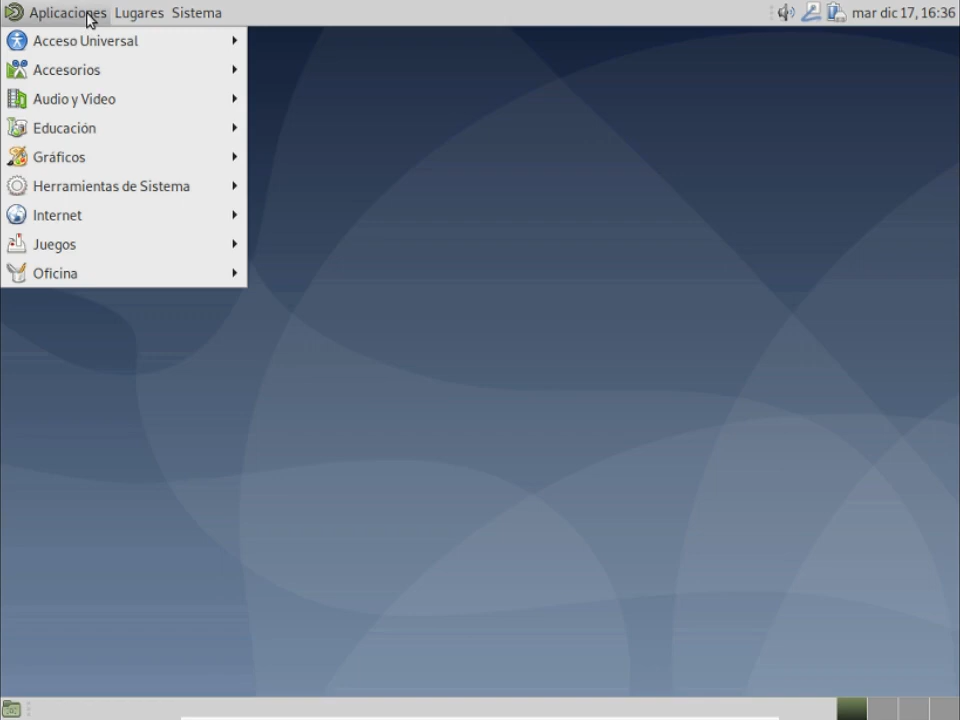 Aplicaciones Lugares Sistema mar dic 17, 16:36
Acceso Universal
Accesorios
Audio y Video
Educación
Gráficos
Herramientas de Sistema
Internet
Juegos
Oficina